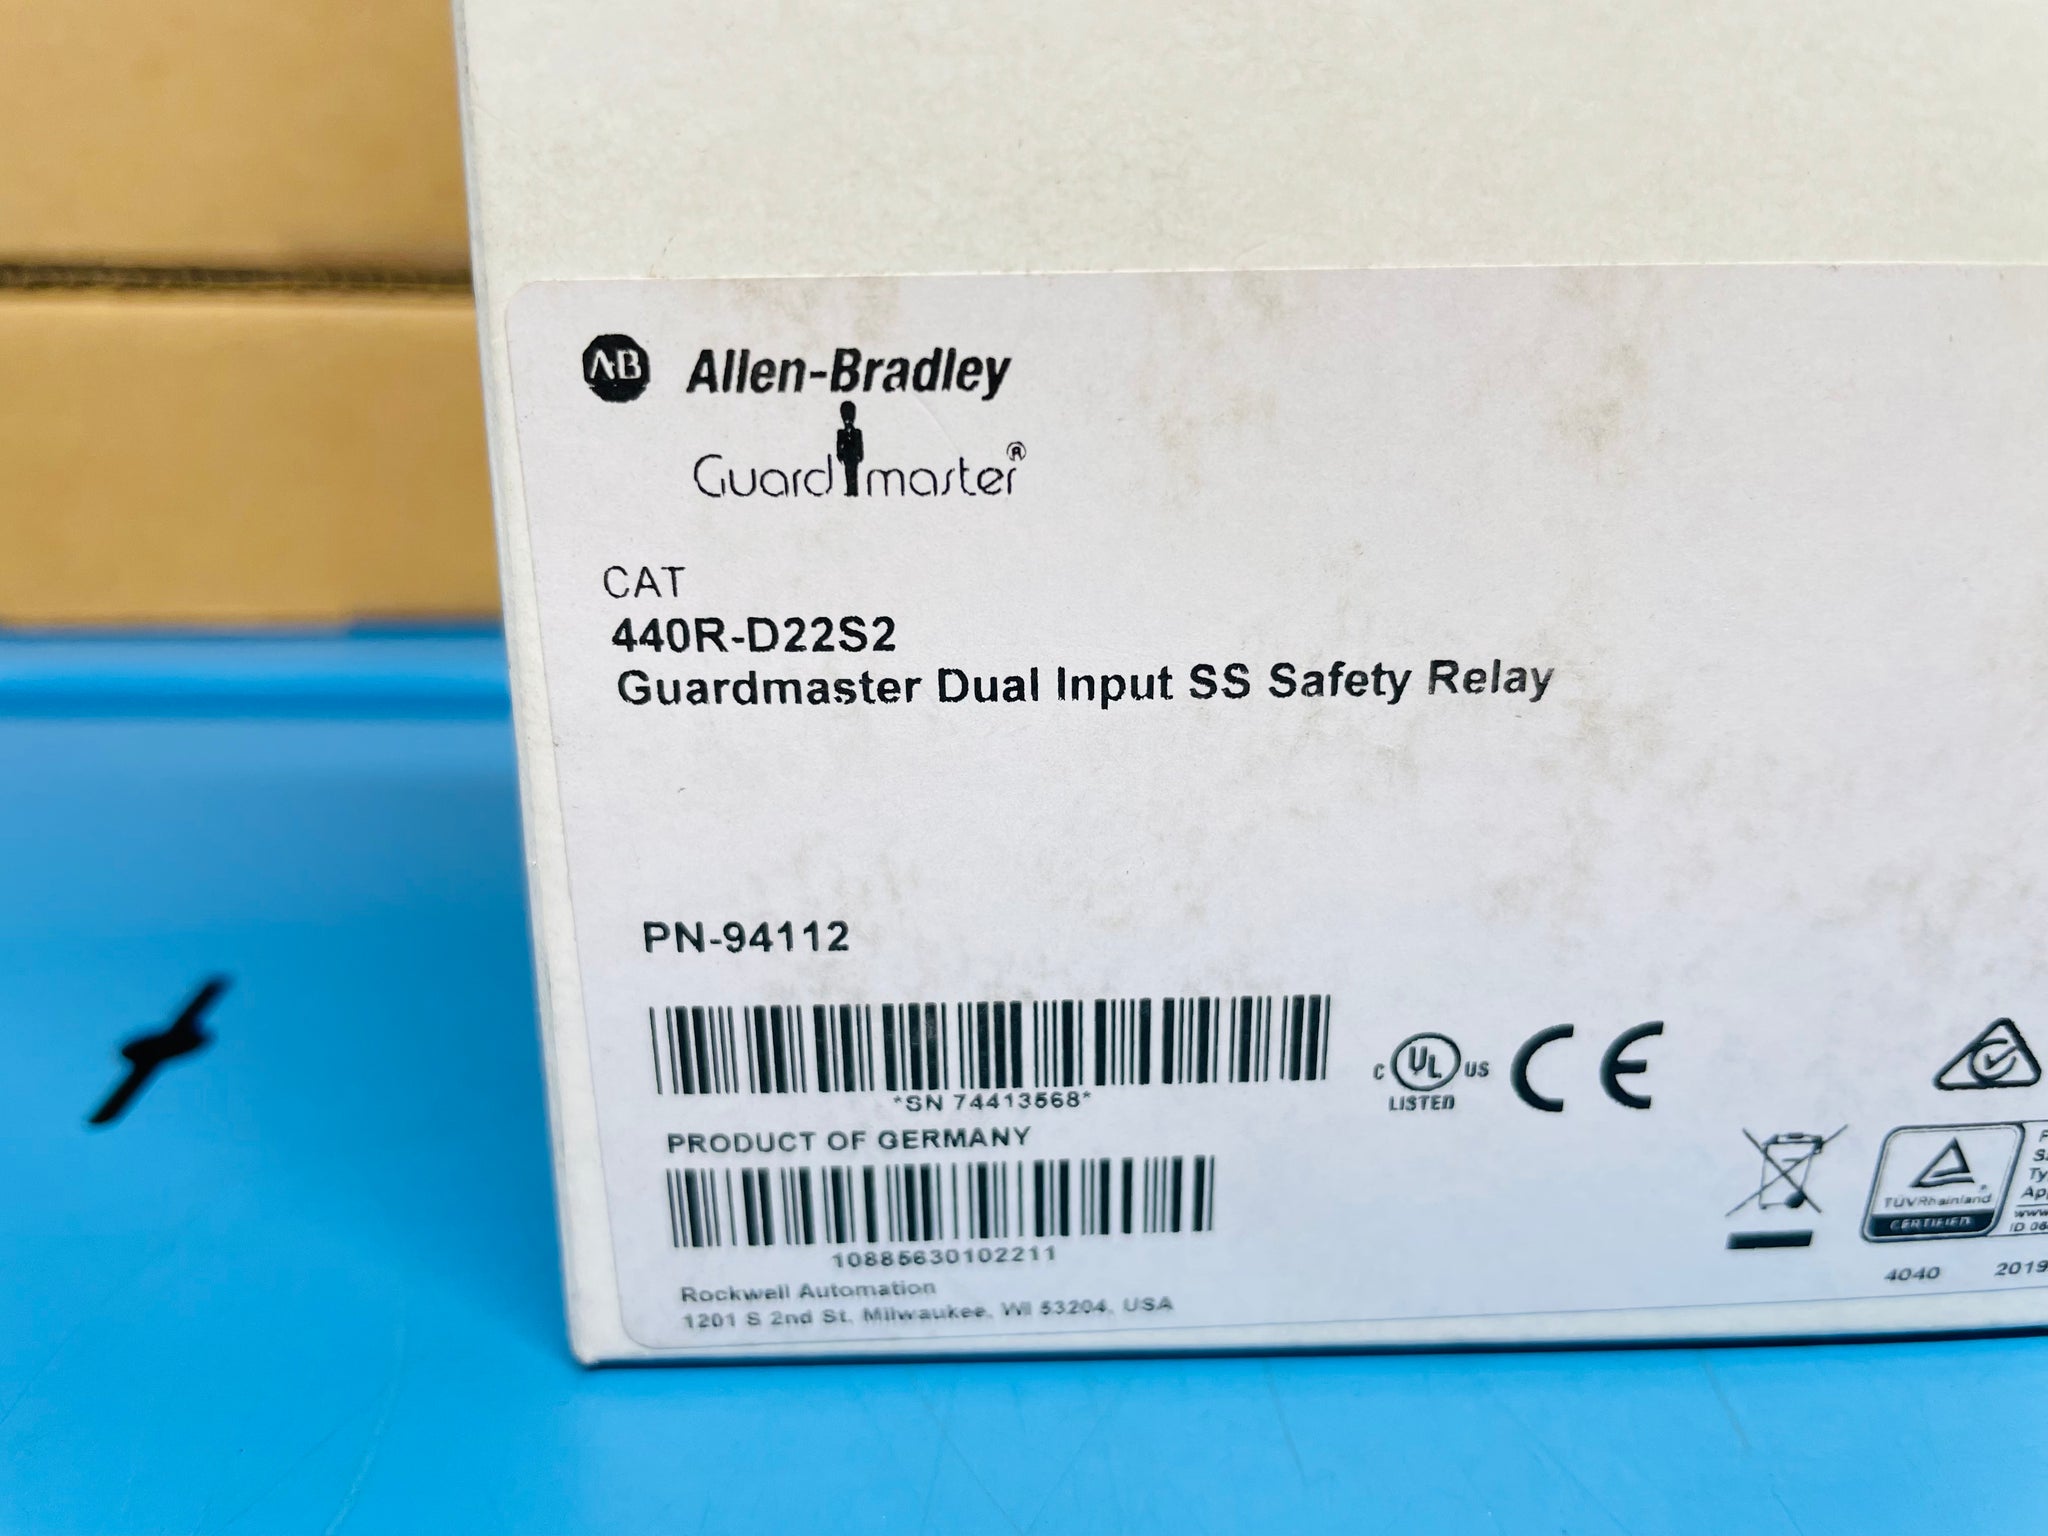 AB Allen-Bradley
Guardmaster®
CAT
440R-D22S2
Guardmaster Dual Input SS Safety Relay
PN-94112
*SN 74413568*
PRODUCT OF GERMANY
10885630102211
Rockwell Automation
1201 S 2nd St. Milwaukee, WI 53204, USA
C UL US
LISTED
CE
TÜVRheinland
CERTIFIED
4040 2019